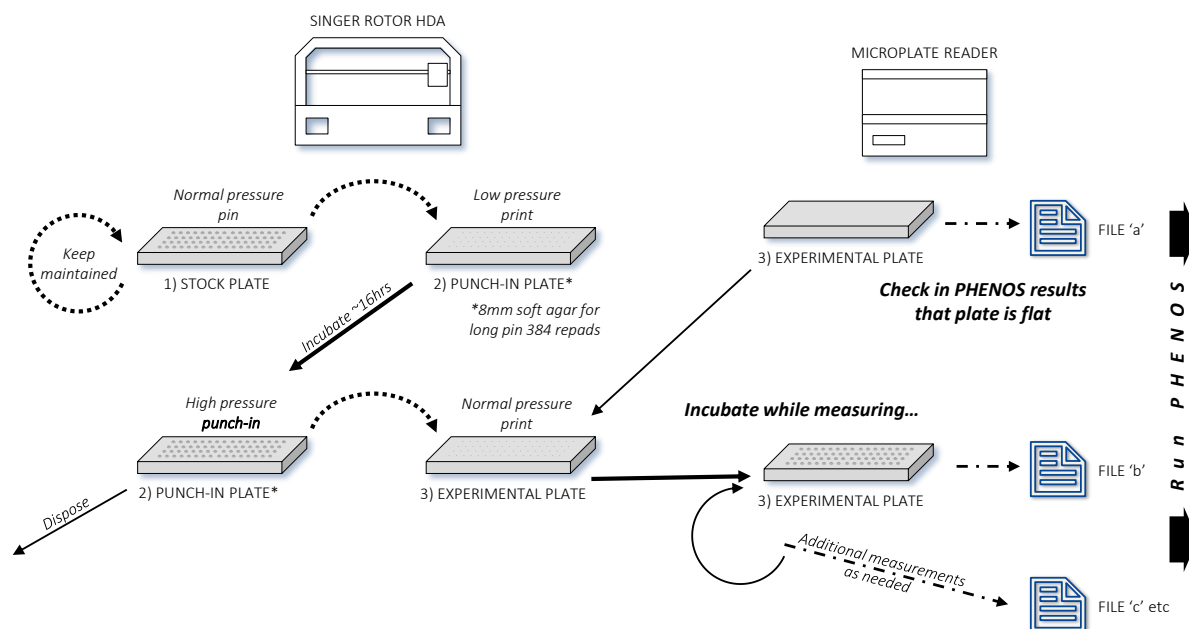 SINGER ROTOR HDA
MICROPLATE READER
Normal pressure
pin
Low pressure
print
Keep
maintained
1) STOCK PLATE
2) PUNCH-IN PLATE*
*8mm soft agar for
long pin 384 repads
3) EXPERIMENTAL PLATE
FILE 'a'
Check in PHENOS results
that plate is flat
Incubate ~16hrs
High pressure
punch-in
Normal pressure
print
Incubate while measuring…
2) PUNCH-IN PLATE*
3) EXPERIMENTAL PLATE
3) EXPERIMENTAL PLATE
FILE 'b'
Dispose
Additional measurements
as needed
FILE 'c' etc
Run PHENOS